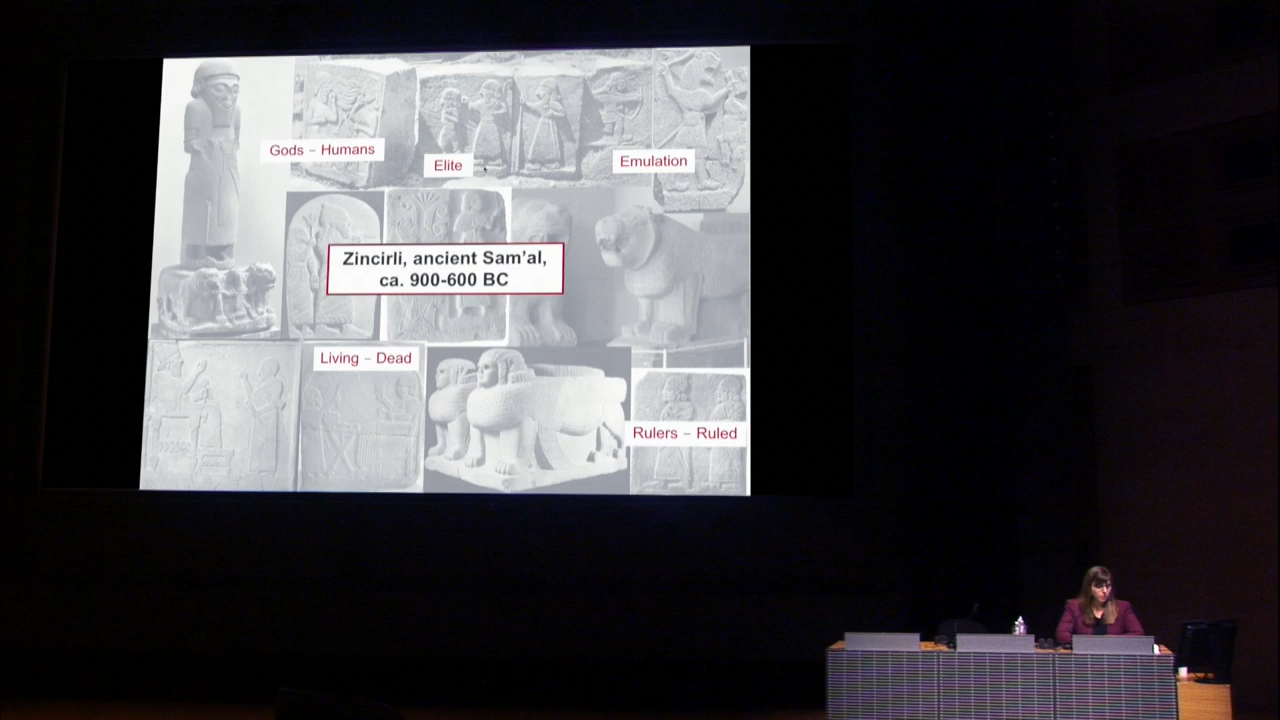 Gods – Humans
Elite
Emulation
Zincirli, ancient Sam’al,
ca. 900-600 BC
Living – Dead
Rulers – Ruled